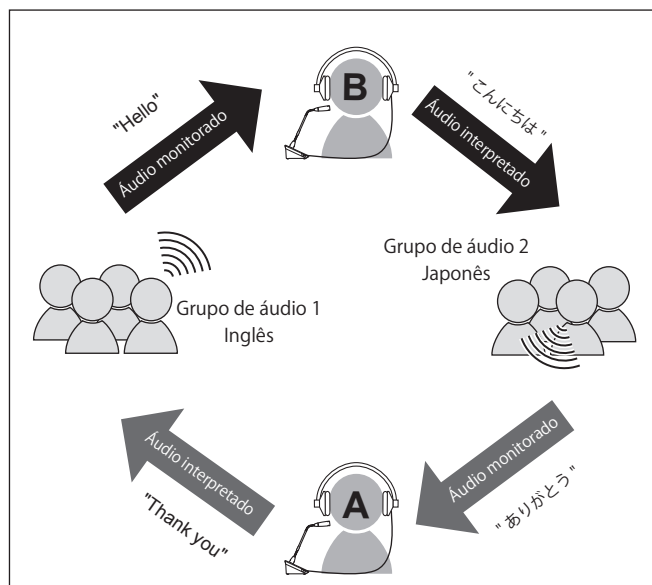 B
"Hello"
Áudio monitorado
"こんにちは"
Áudio interpretado
Grupo de áudio 1
Inglês
Grupo de áudio 2
Japonês
Áudio interpretado
"Thank you"
A
Áudio monitorado
"ありがとう"